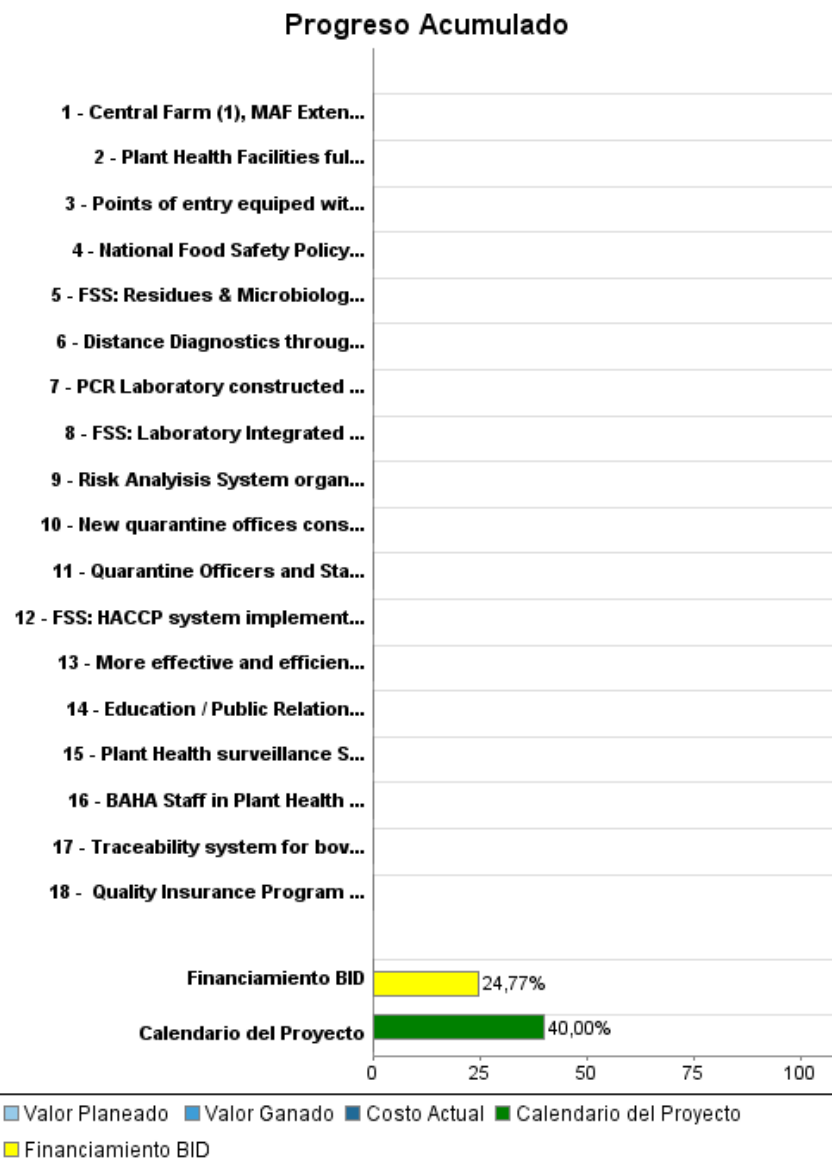 Progreso Acumulado
1 - Central Farm (1), MAF Exten...
2 - Plant Health Facilities ful...
3 - Points of entry equiped wit...
4 - National Food Safety Policy...
5 - FSS: Residues & Microbiolog...
6 - Distance Diagnostics throug...
7 - PCR Laboratory constructed ...
8 - FSS: Laboratory Integrated ...
9 - Risk Analyisis System organ...
10 - New quarantine offices cons...
11 - Quarantine Officers and Sta...
12 - FSS: HACCP system implement...
13 - More effective and efficien...
14 - Education / Public Relation...
15 - Plant Health surveillance S...
16 - BAHA Staff in Plant Health ...
17 - Traceability system for bov...
18 -  Quality Insurance Program ...
Financiamiento BID 24,77%
Calendario del Proyecto 40,00%
0 25 50 75 100
Valor Planeado Valor Ganado Costo Actual Calendario del Proyecto
Financiamiento BID